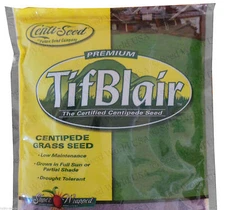 Centi-Seed
PREMIUM
TifBlair
The Certified Centipede Seed
CENTIPEDE
GRASS SEED
• Low Maintenance
• Grows in Full Sun or
Partial Shade
• Drought Tolerant
Wrapped